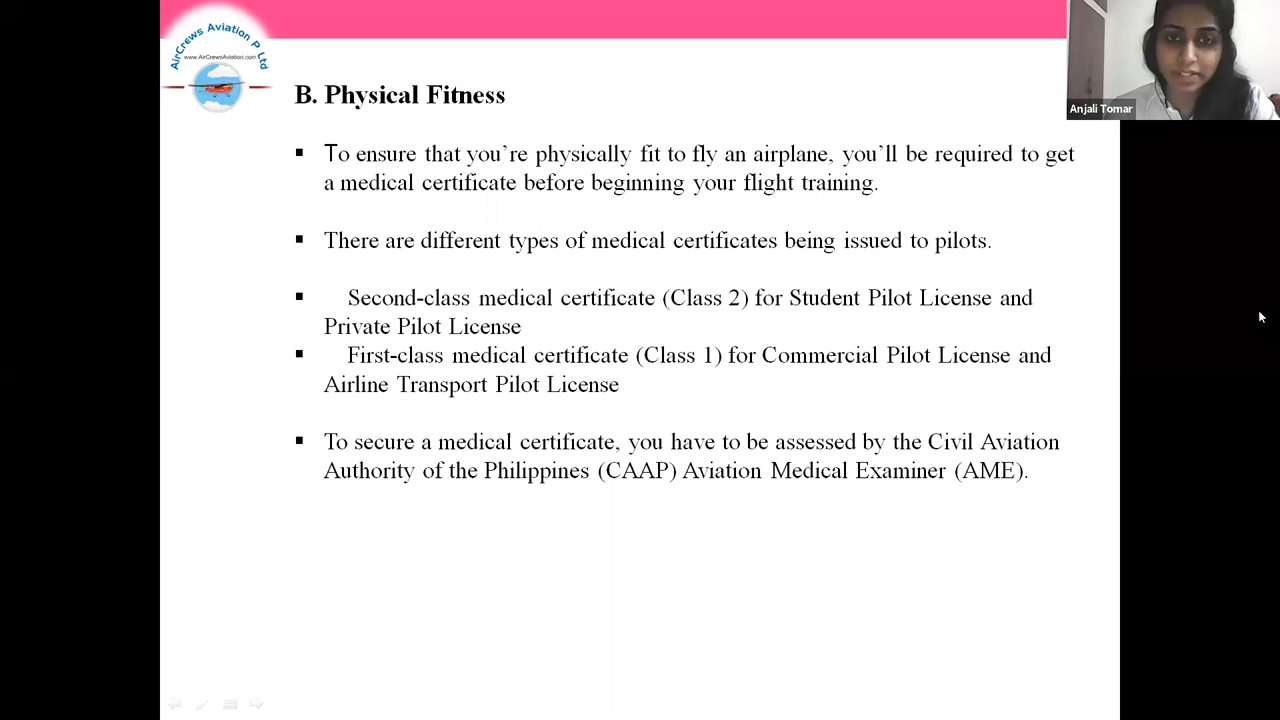 AirCrews Aviation P Ltd
www.AirCrewsAviation.com
Anjali Tomar
B. Physical Fitness
▪ To ensure that you’re physically fit to fly an airplane, you’ll be required to get
a medical certificate before beginning your flight training.
▪ There are different types of medical certificates being issued to pilots.
▪ Second-class medical certificate (Class 2) for Student Pilot License and
Private Pilot License
▪ First-class medical certificate (Class 1) for Commercial Pilot License and
Airline Transport Pilot License
▪ To secure a medical certificate, you have to be assessed by the Civil Aviation
Authority of the Philippines (CAAP) Aviation Medical Examiner (AME).